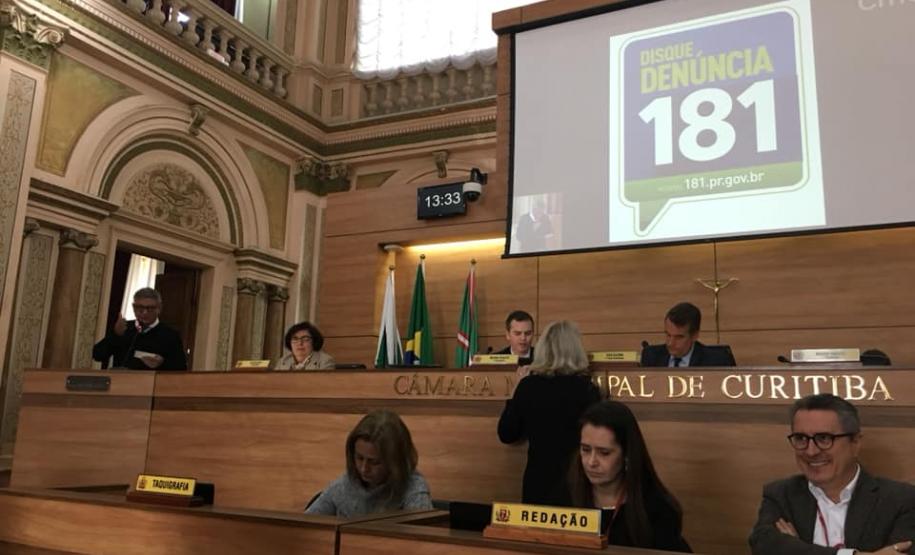 DISQUE
DENÚNCIA
181
181.pr.gov.br
13:33
CÂMARA PAL DE CURITIBA
TAQUIGRAFIA
REDAÇÃO